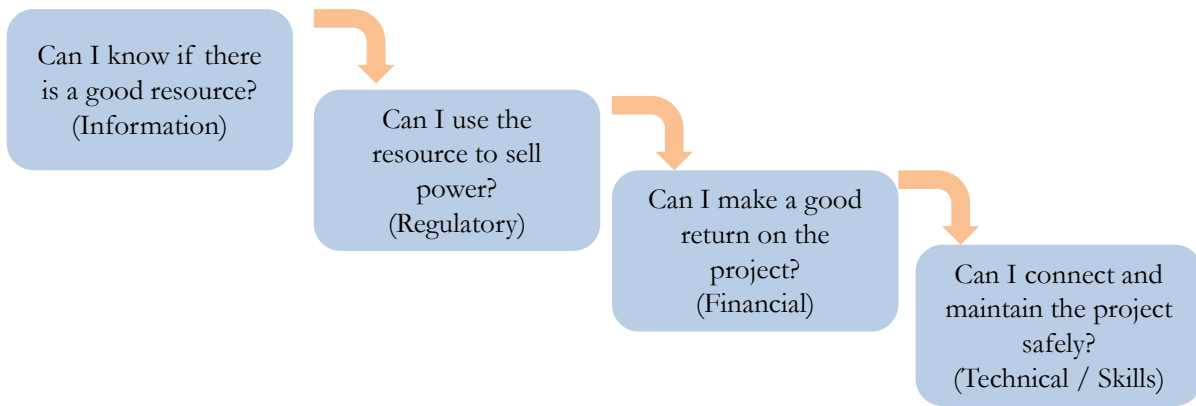 Can I know if there
is a good resource?
(Information)
Can I use the
resource to sell
power?
(Regulatory)
Can I make a good
return on the
project?
(Financial)
Can I connect and
maintain the project
safely?
(Technical / Skills)